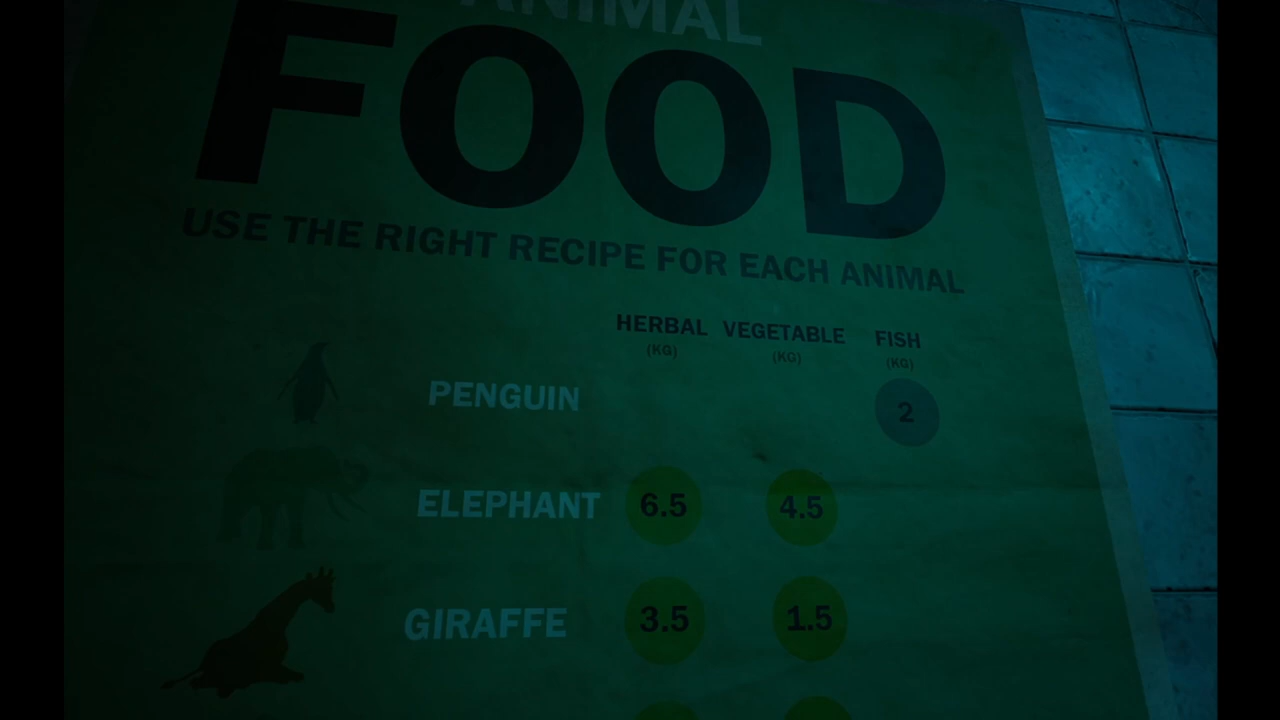 ANIMAL
FOOD
USE THE RIGHT RECIPE FOR EACH ANIMAL
HERBAL VEGETABLE FISH
(KG) (KG) (KG)
PENGUIN 2
ELEPHANT 6.5 4.5
GIRAFFE 3.5 1.5